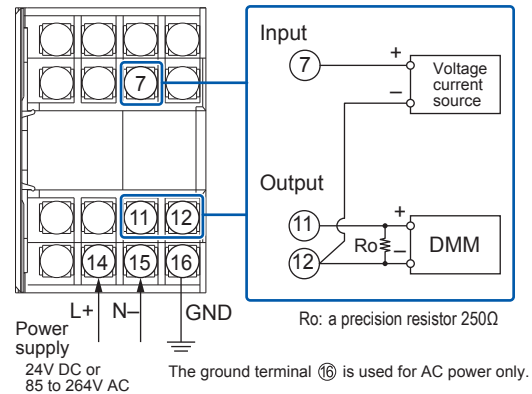 Input
7
7
+
–
Voltage
current
source
Output
11
12
11
12
+
–
Ro
DMM
14
15
16
L+
N–
GND
Ro: a precision resistor 250Ω
Power
supply
24V DC or
85 to 264V AC
The ground terminal ⑯ is used for AC power only.